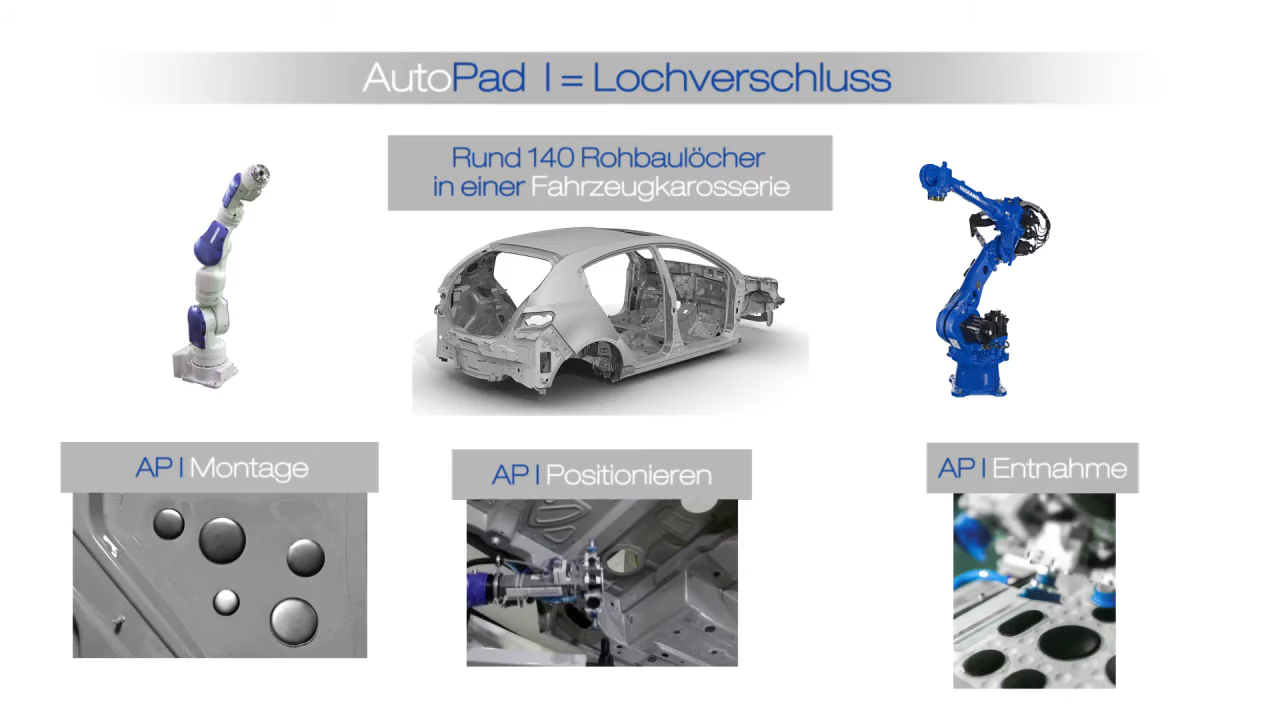 AutoPad I = Lochverschluss
Rund 140 Rohbaulöcher
in einer Fahrzeugkarosserie
AP I Montage
AP I Positionieren
AP I Entnahme